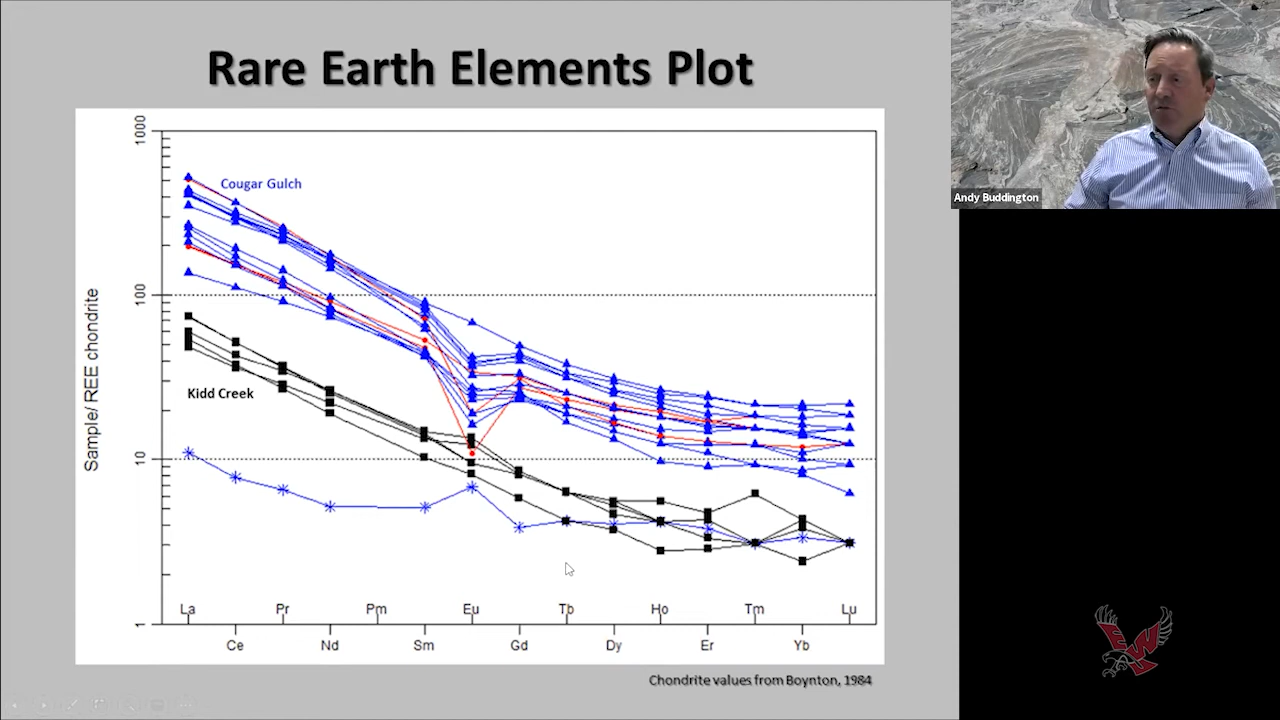 Rare Earth Elements Plot
Andy Buddington
Sample/ REE chondrite
1000
100
10
1
Cougar Gulch
Kidd Creek
La
Pr
Pm
Eu
Tb
Ho
Tm
Lu
Ce
Nd
Sm
Gd
Dy
Er
Yb
Chondrite values from Boynton, 1984
EWU